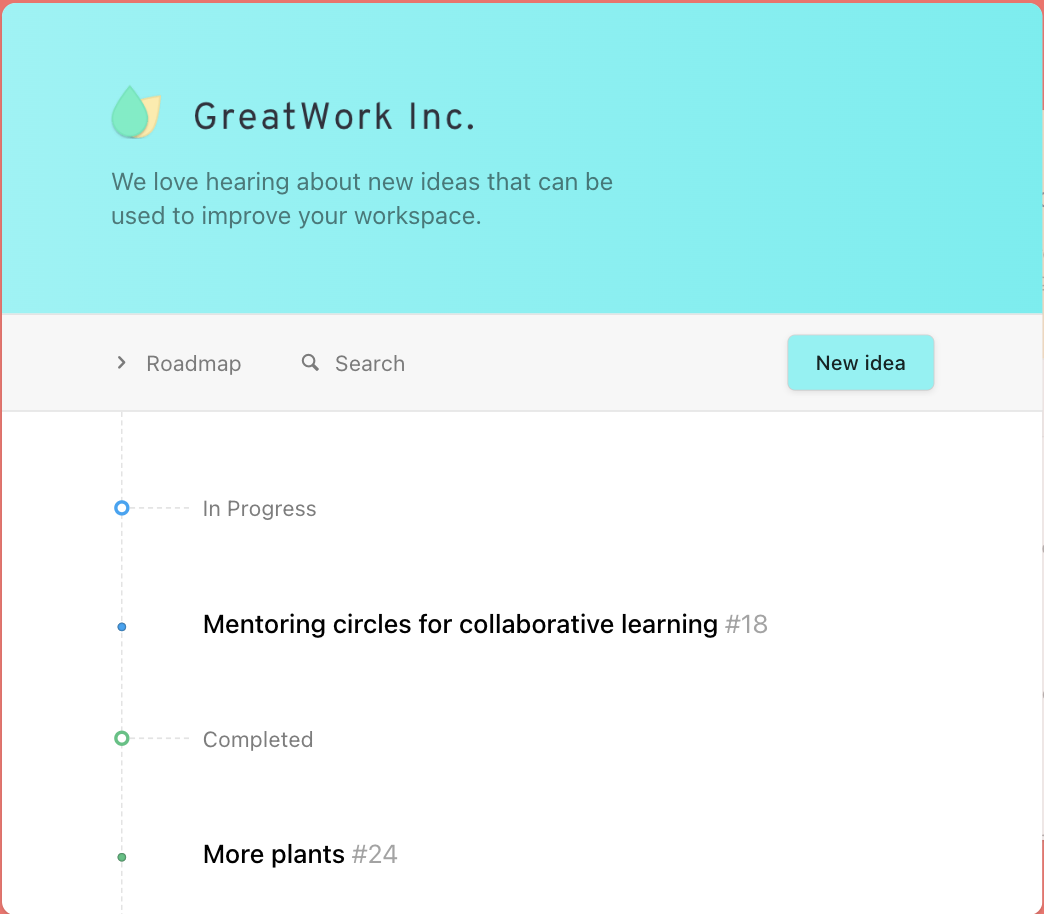 GreatWork Inc.
We love hearing about new ideas that can be
used to improve your workspace.
Roadmap
Search
New idea
In Progress
Mentoring circles for collaborative learning #18
Completed
More plants #24